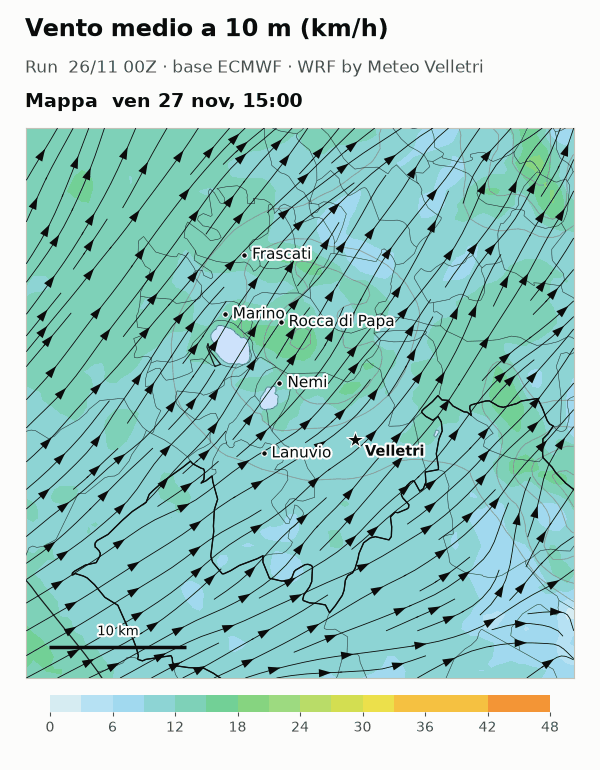 Vento medio a 10 m (km/h)
Run 26/11 00Z · base ECMWF · WRF by Meteo Velletri
Mappa ven 27 nov, 15:00
Frascati
Marino
Rocca di Papa
Nemi
Lanuvio
Velletri
10 km
0 6 12 18 24 30 36 42 48